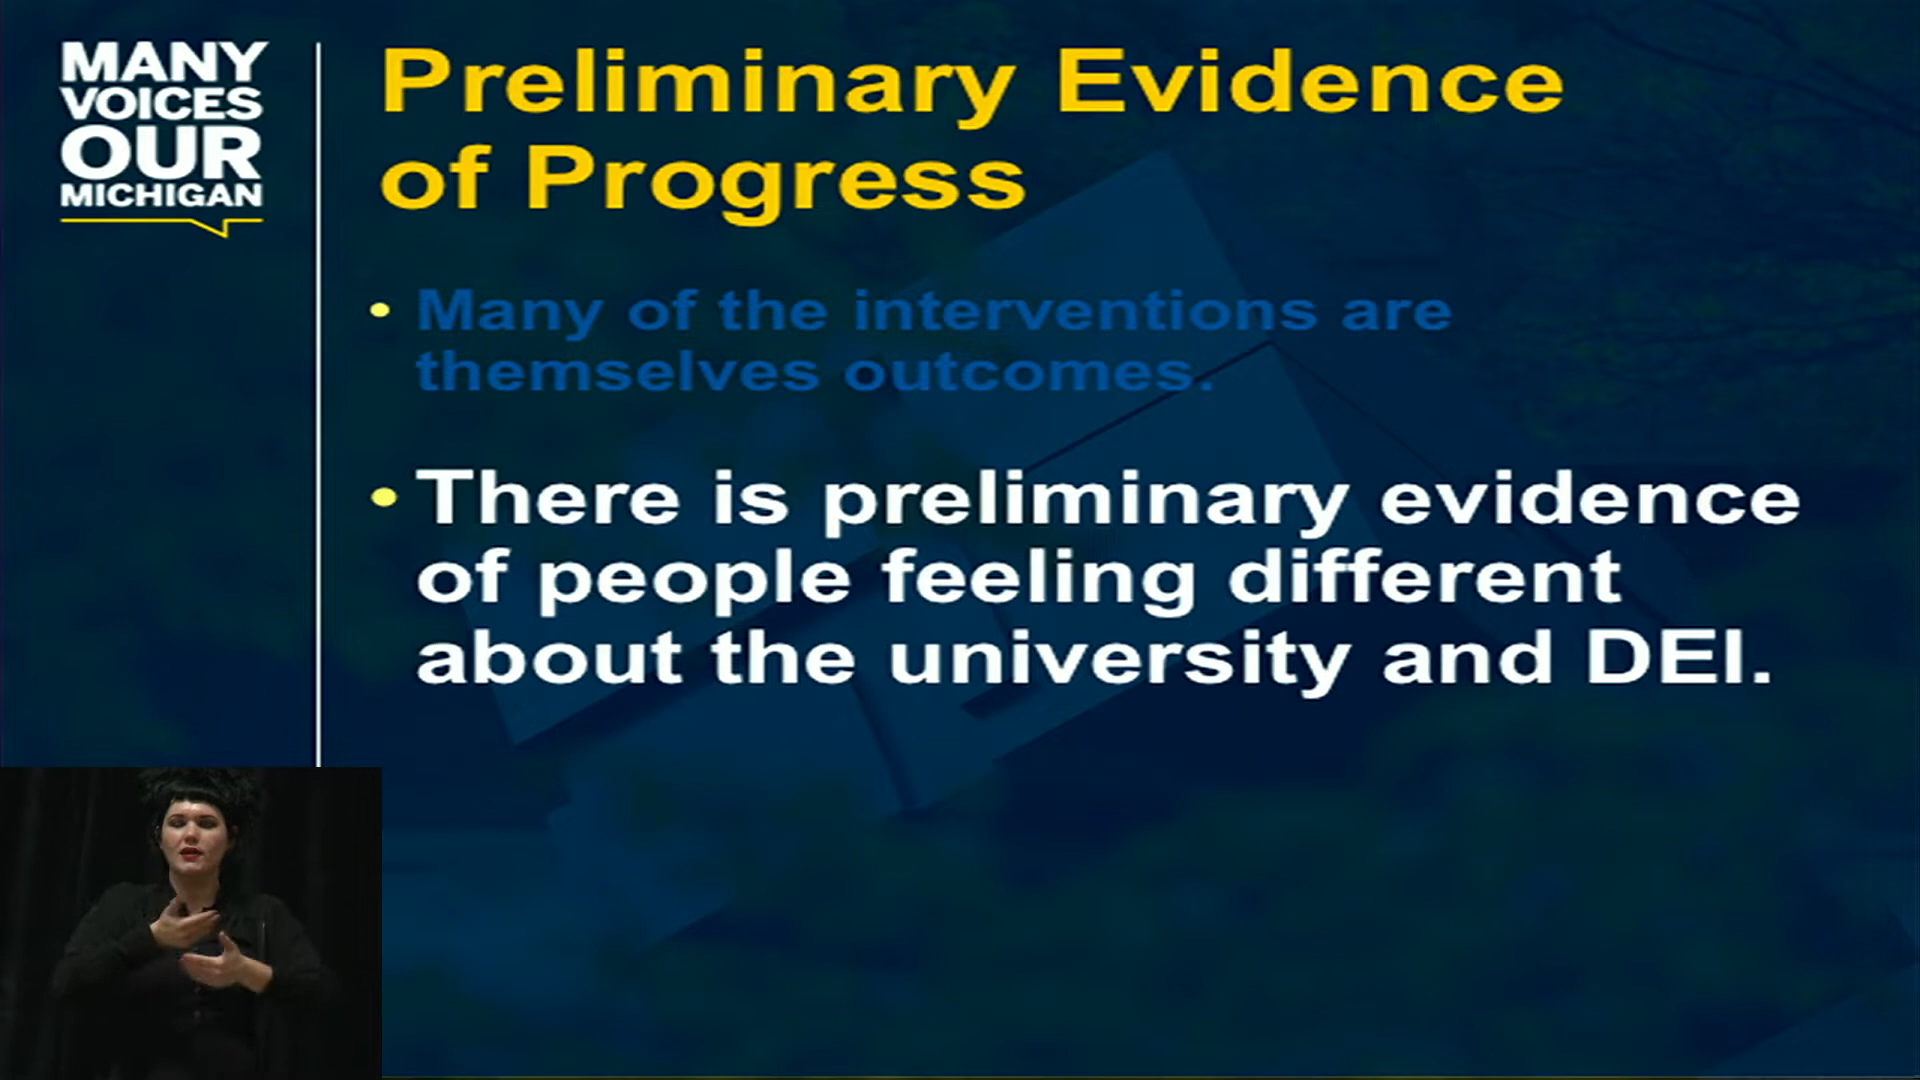 MANY
VOICES
OUR
MICHIGAN
Preliminary Evidence
of Progress
• Many of the interventions are
themselves outcomes.
• There is preliminary evidence
of people feeling different
about the university and DEI.